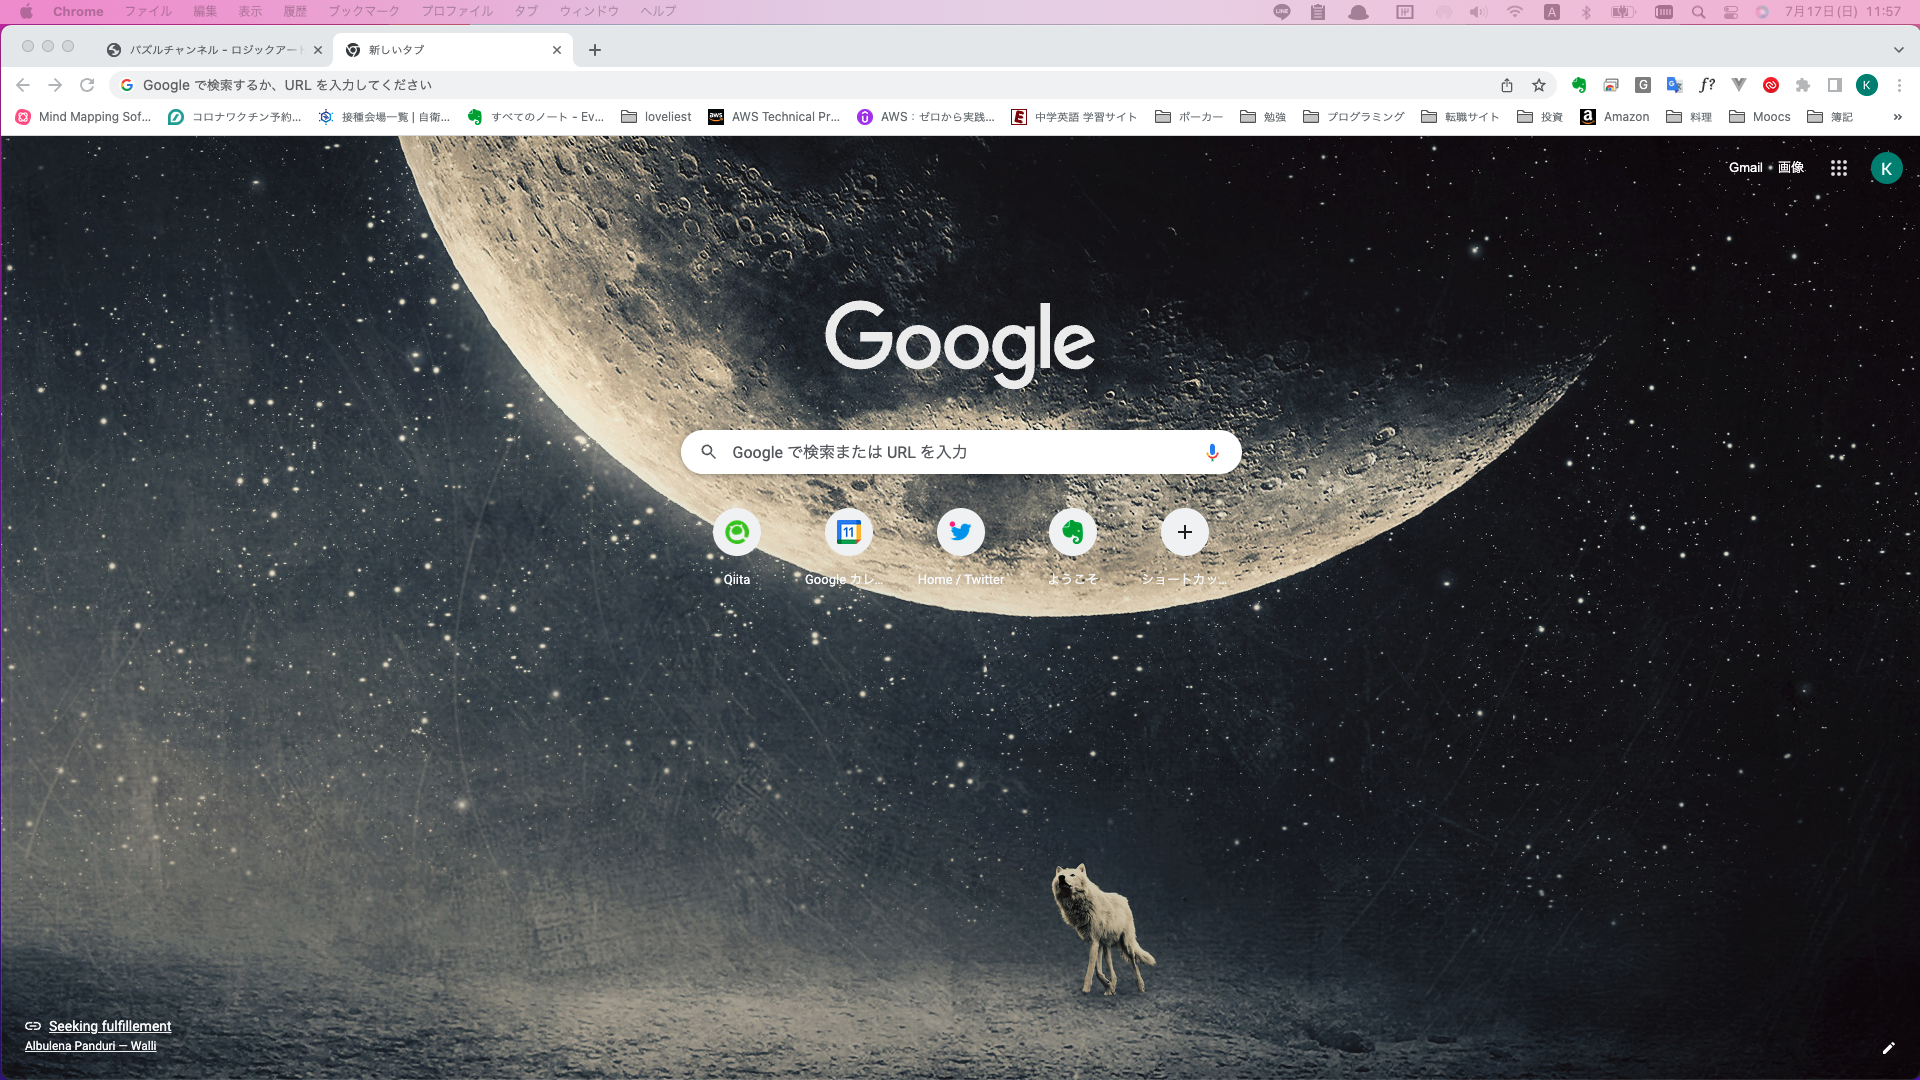 Chrome ファイル 編集 表示 履歴 ブックマーク プロファイル タブ ウィンドウ ヘルプ LINE A 7月17日(日) 11:57
パズルチャンネル - ロジックアート 新しいタブ
Google で検索するか、URL を入力してください G f? K
Mind Mapping Sof... コロナワクチン予約... 接種会場一覧 | 自衛... すべてのノート - Ev... loveliest aws AWS Technical Pr... AWS：ゼロから実践... E 中学英語 学習サイト ポーカー 勉強 プログラミング 転職サイト 投資 a Amazon 料理 Moocs 簿記 »
Gmail 画像 K
Google
Google で検索または URL を入力
11
Qiita Google カレ... Home / Twitter ようこそ ショートカッ...
Seeking fulfillement
Albulena Panduri — Walli